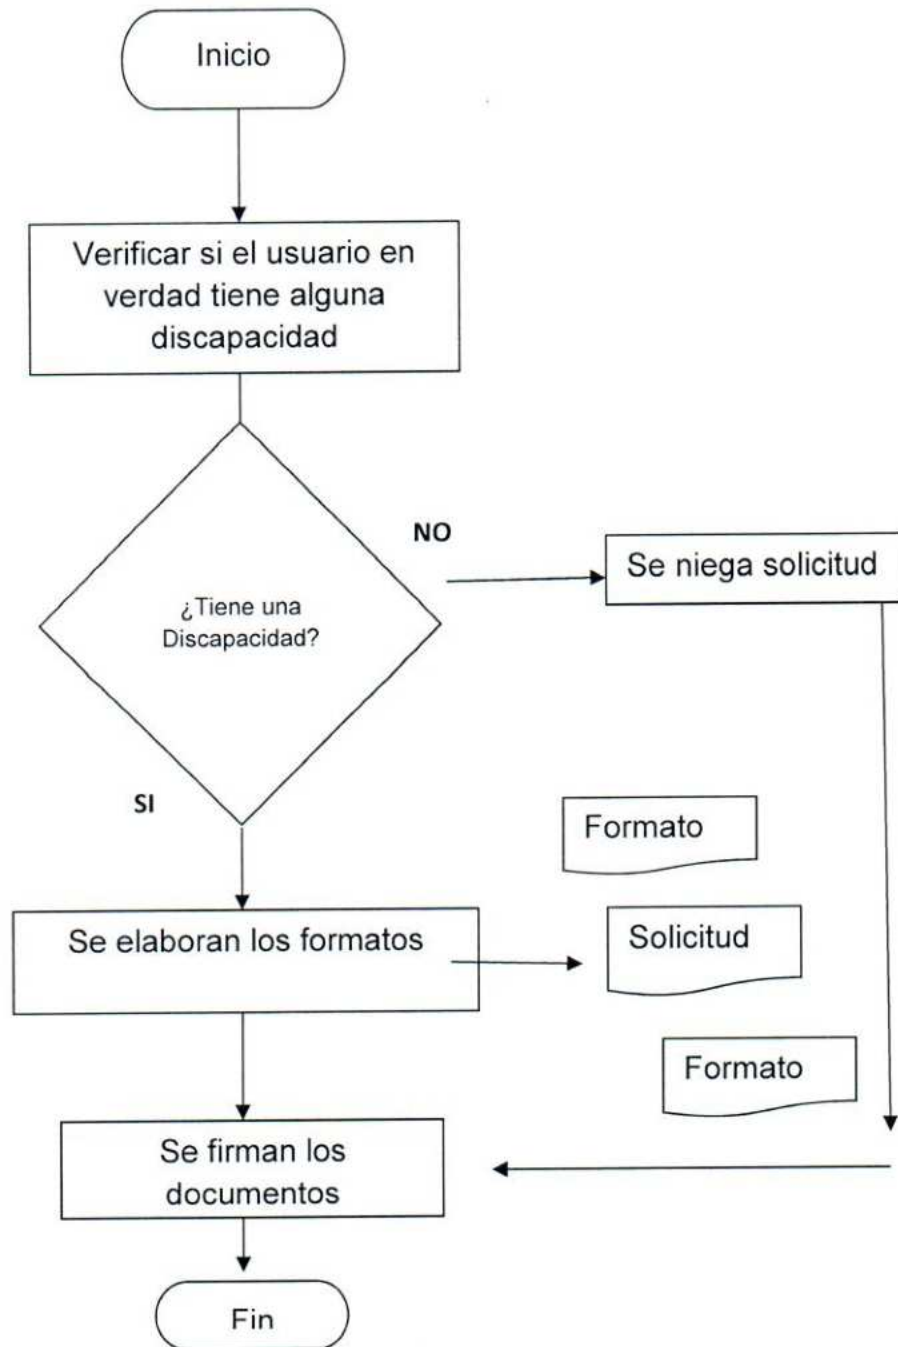 Inicio
Verificar si el usuario en
verdad tiene alguna
discapacidad
NO
Se niega solicitud
¿Tiene una
Discapacidad?
SI
Formato
Se elaboran los formatos
Solicitud
Formato
Se firman los
documentos
Fin